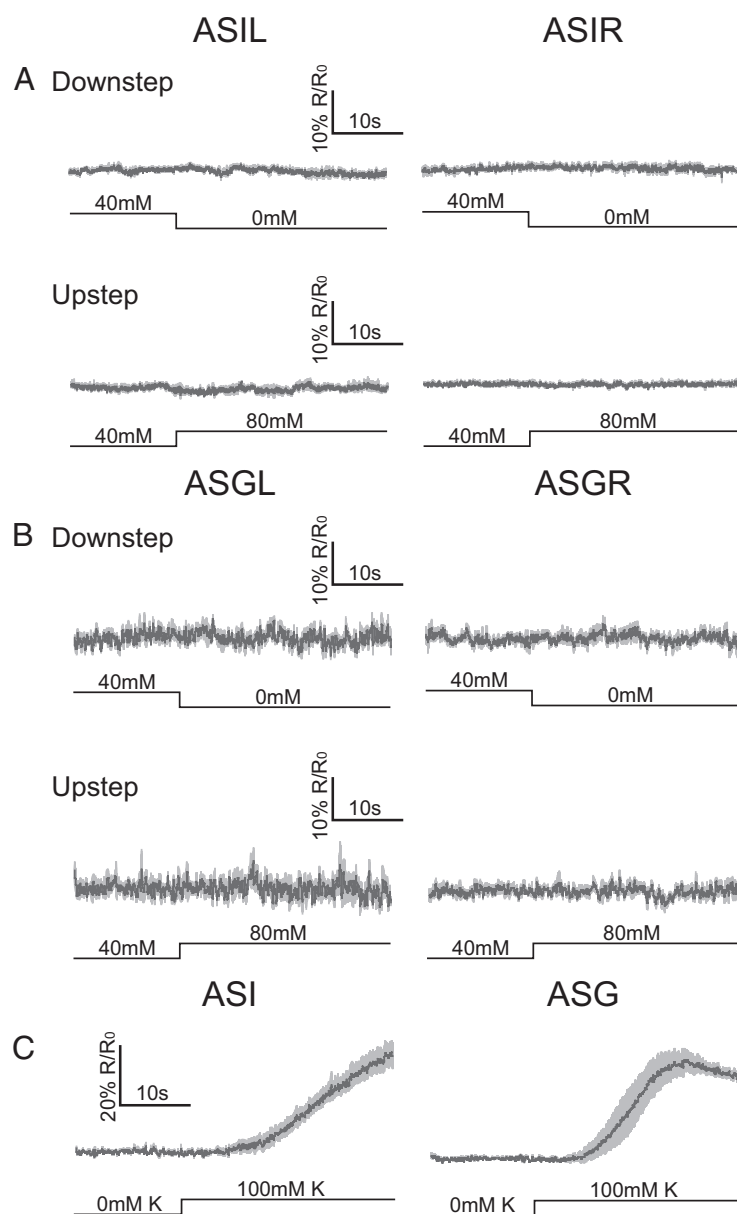 ASIL ASIR
A Downstep
10% R/R0
10s
40mM 0mM 40mM 0mM
Upstep
10% R/R0
10s
40mM 80mM 40mM 80mM
ASGL ASGR
B Downstep
10% R/R0
10s
40mM 0mM 40mM 0mM
Upstep
10% R/R0
10s
40mM 80mM 40mM 80mM
ASI ASG
C
20% R/R0
10s
0mM K 100mM K 0mM K 100mM K